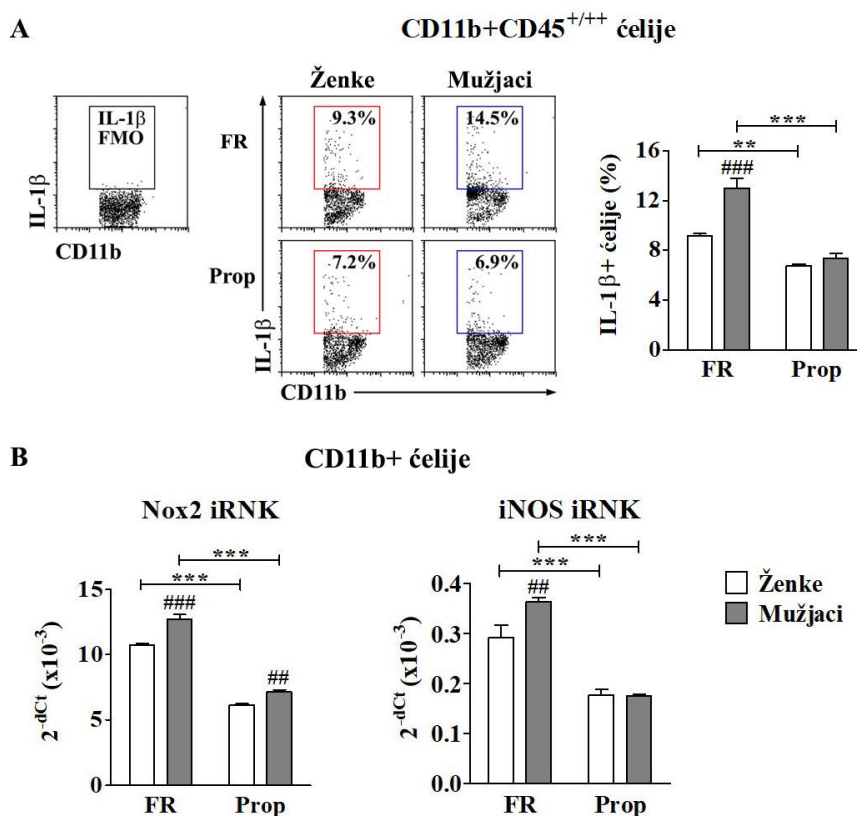 A
CD11b+CD45+/++ ćelije
Ženke
Mužjaci
IL-1β
FMO
IL-1β
CD11b
FR
9.3%
14.5%
Prop
7.2%
6.9%
IL-1β
CD11b
***
**
###
IL-1β+ ćelije (%)
16
12
8
4
0
FR
Prop
B
CD11b+ ćelije
Nox2 iRNK
***
***
###
##
2-dCt (x10-3)
15
10
5
0
FR
Prop
iNOS iRNK
***
***
##
2-dCt (x10-3)
0.4
0.3
0.2
0.1
0.0
FR
Prop
Ženke
Mužjaci